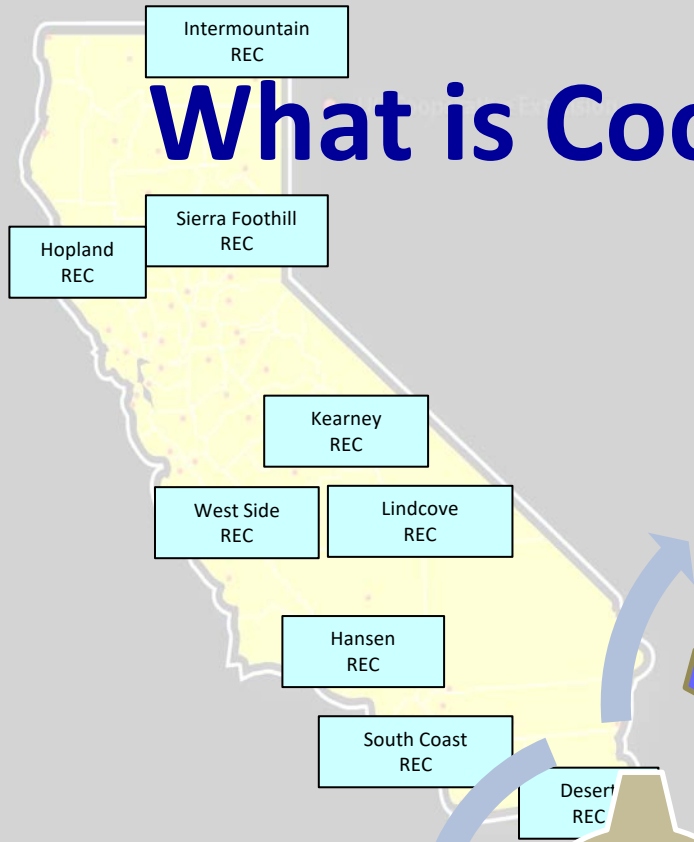 Intermountain
REC
What is Coo
Sierra Foothill
REC
Hopland
REC
Kearney
REC
West Side
REC
Lindcove
REC
Hansen
REC
South Coast
REC
Desert
REC